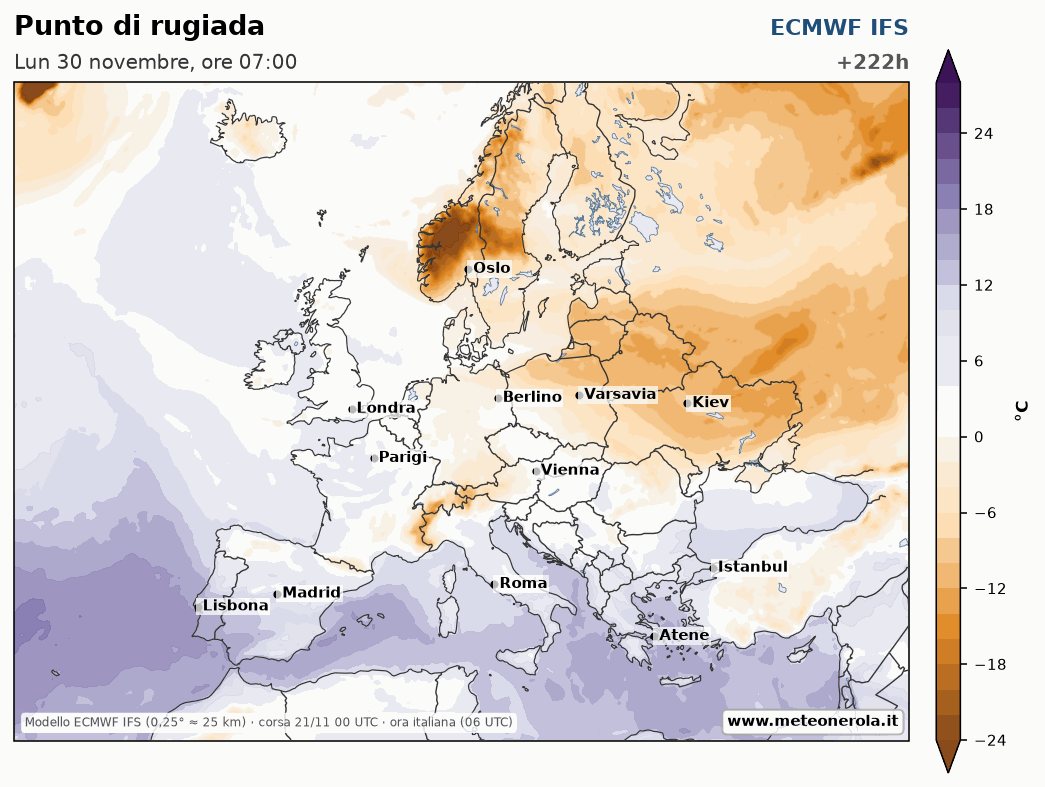 Punto di rugiada
ECMWF IFS
Lun 30 novembre, ore 07:00
+222h
Oslo
Londra
Berlino
Varsavia
Kiev
Parigi
Vienna
Madrid
Lisbona
Roma
Istanbul
Atene
24
18
12
6
0
−6
−12
−18
−24
°C
Modello ECMWF IFS (0,25° ≈ 25 km) · corsa 21/11 00 UTC · ora italiana (06 UTC)
www.meteonerola.it